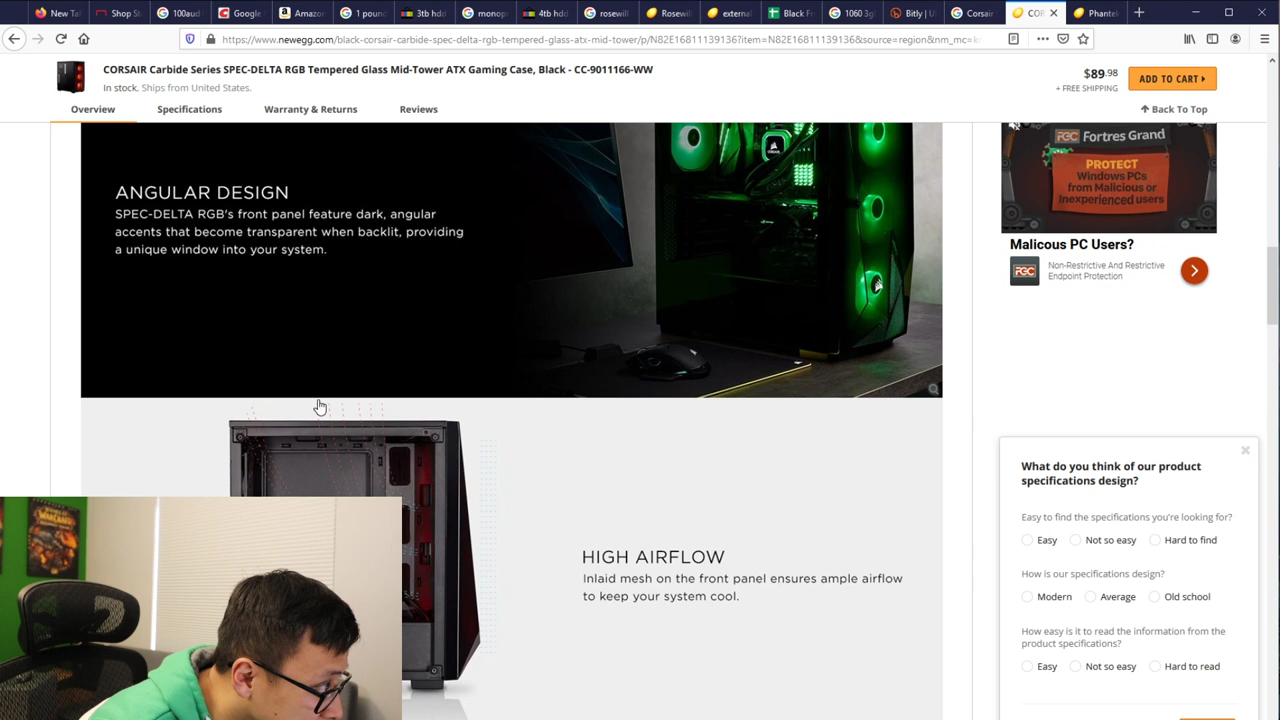 New Ta
Shop St
100aud
Google
Amazo
1 pound
3tb hdd
monop
4tb hdd
rosewill
Rosewil
external
Black Fr
1060 3g
Bitly | U
Corsair
COR
Phantek
https://www.newegg.com/black-corsair-carbide-spec-delta-rgb-tempered-glass-atx-mid-tower/p/N82E16811139136?item=N82E16811139136&source=region&nm_mc=k
CORSAIR Carbide Series SPEC-DELTA RGB Tempered Glass Mid-Tower ATX Gaming Case, Black - CC-9011166-WW
In stock. Ships from United States.
$89.98
+ FREE SHIPPING
ADD TO CART
Overview
Specifications
Warranty & Returns
Reviews
Back To Top
ANGULAR DESIGN
SPEC-DELTA RGB's front panel feature dark, angular
accents that become transparent when backlit, providing
a unique window into your system.
HIGH AIRFLOW
Inlaid mesh on the front panel ensures ample airflow
to keep your system cool.
FGC Fortres Grand
PROTECT
Windows PCs
from Malicious or
Inexperienced users
Malicous PC Users?
FGC
Non-Restrictive And Restrictive
Endpoint Protection
What do you think of our product
specifications design?
Easy to find the specifications you're looking for?
Easy Not so easy Hard to find
How is our specifications design?
Modern Average Old school
How easy is it to read the information from the
product specifications?
Easy Not so easy Hard to read
WARCRAFT